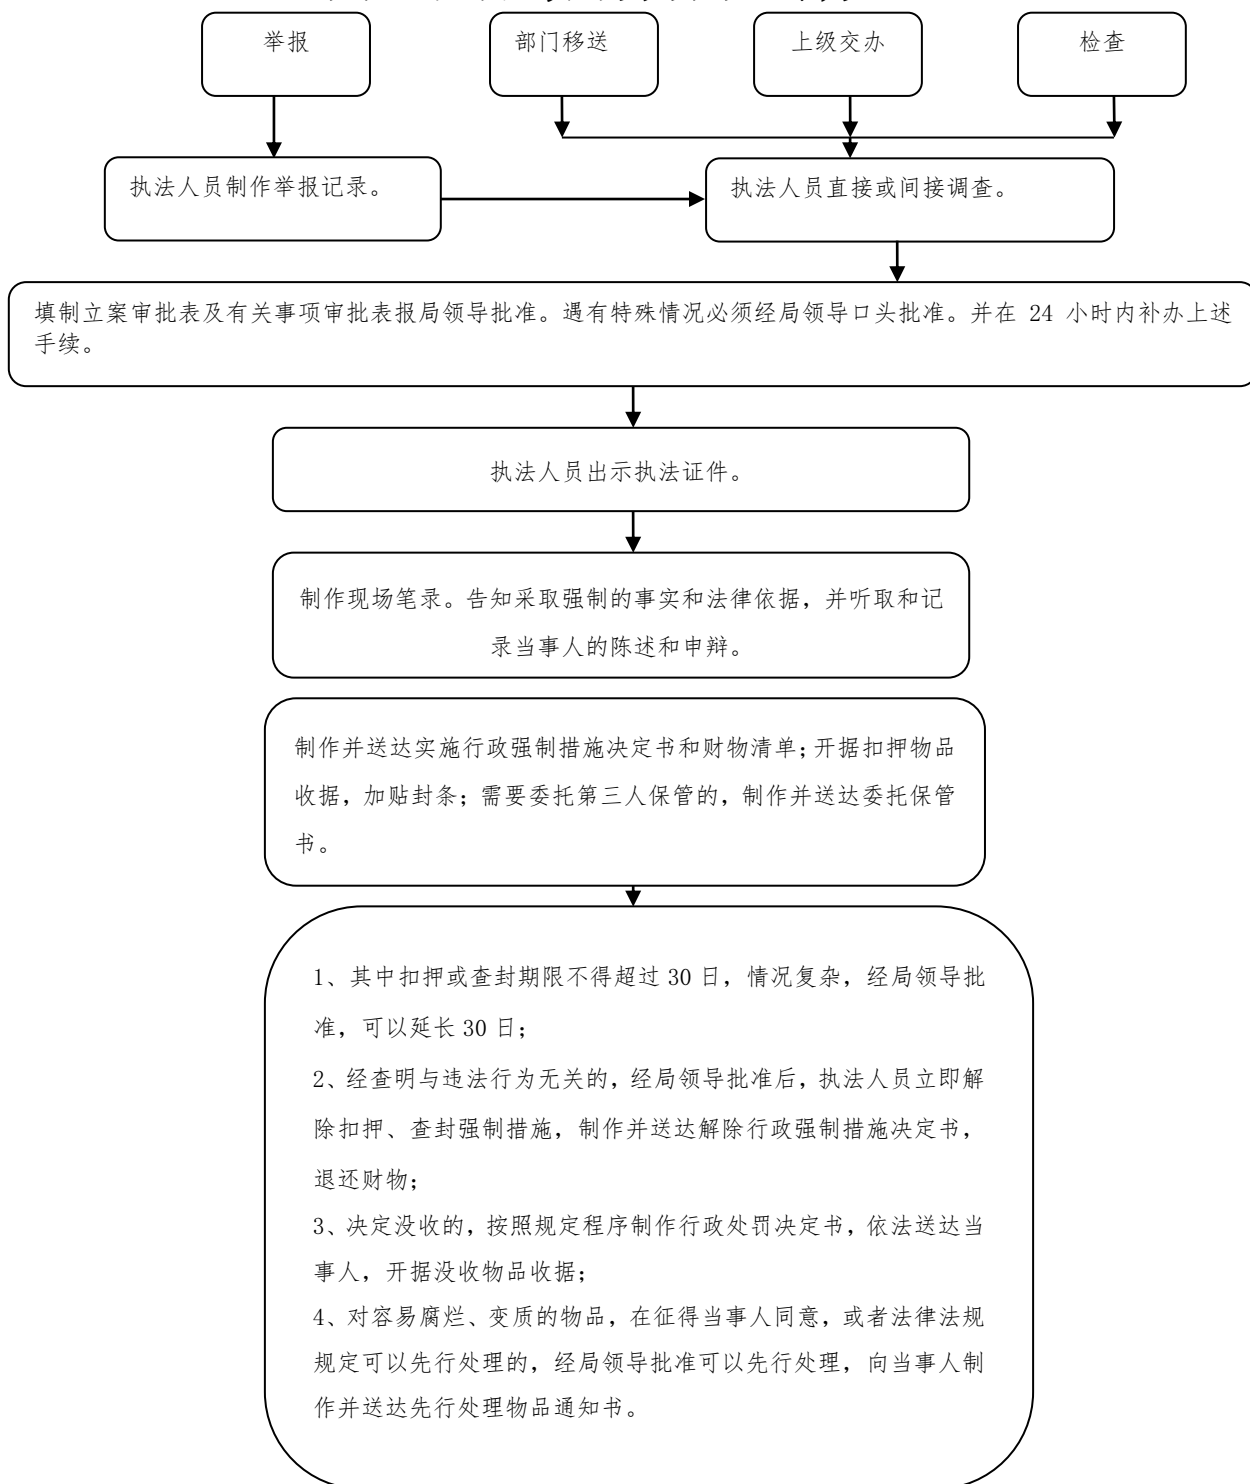 举报
部门移送
上级交办
检查
执法人员制作举报记录。
执法人员直接或间接调查。
填制立案审批表及有关事项审批表报局领导批准。遇有特殊情况必须经局领导口头批准。并在 24 小时内补办上述
手续。
执法人员出示执法证件。
制作现场笔录。告知采取强制的事实和法律依据，并听取和记
录当事人的陈述和申辩。
制作并送达实施行政强制措施决定书和财物清单；开据扣押物品
收据，加贴封条；需要委托第三人保管的，制作并送达委托保管
书。
1、其中扣押或查封期限不得超过 30 日，情况复杂，经局领导批
准，可以延长 30 日；
2、经查明与违法行为无关的，经局领导批准后，执法人员立即解
除扣押、查封强制措施，制作并送达解除行政强制措施决定书，
退还财物；
3、决定没收的，按照规定程序制作行政处罚决定书，依法送达当
事人，开据没收物品收据；
4、对容易腐烂、变质的物品，在征得当事人同意，或者法律法规
规定可以先行处理的，经局领导批准可以先行处理，向当事人制
作并送达先行处理物品通知书。